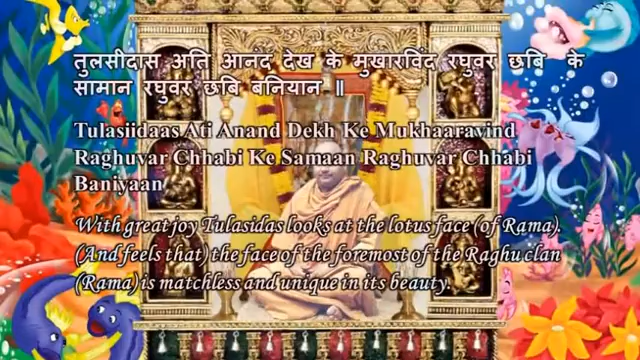 तुलसीदास अति आनंद देख के मुखारविंद रघुवर छबि के
सामान रघुवर छबि बनियान ॥
Tulasiidaas Ati Anand Dekh Ke Mukhaaravind
Raghuvar Chhabi Ke Samaan Raghuvar Chhabi
Baniyaan
With great joy Tulasidas looks at the lotus face (of Rama).
(And feels that) the face of the foremost of the Raghu clan
(Rama) is matchless and unique in its beauty.